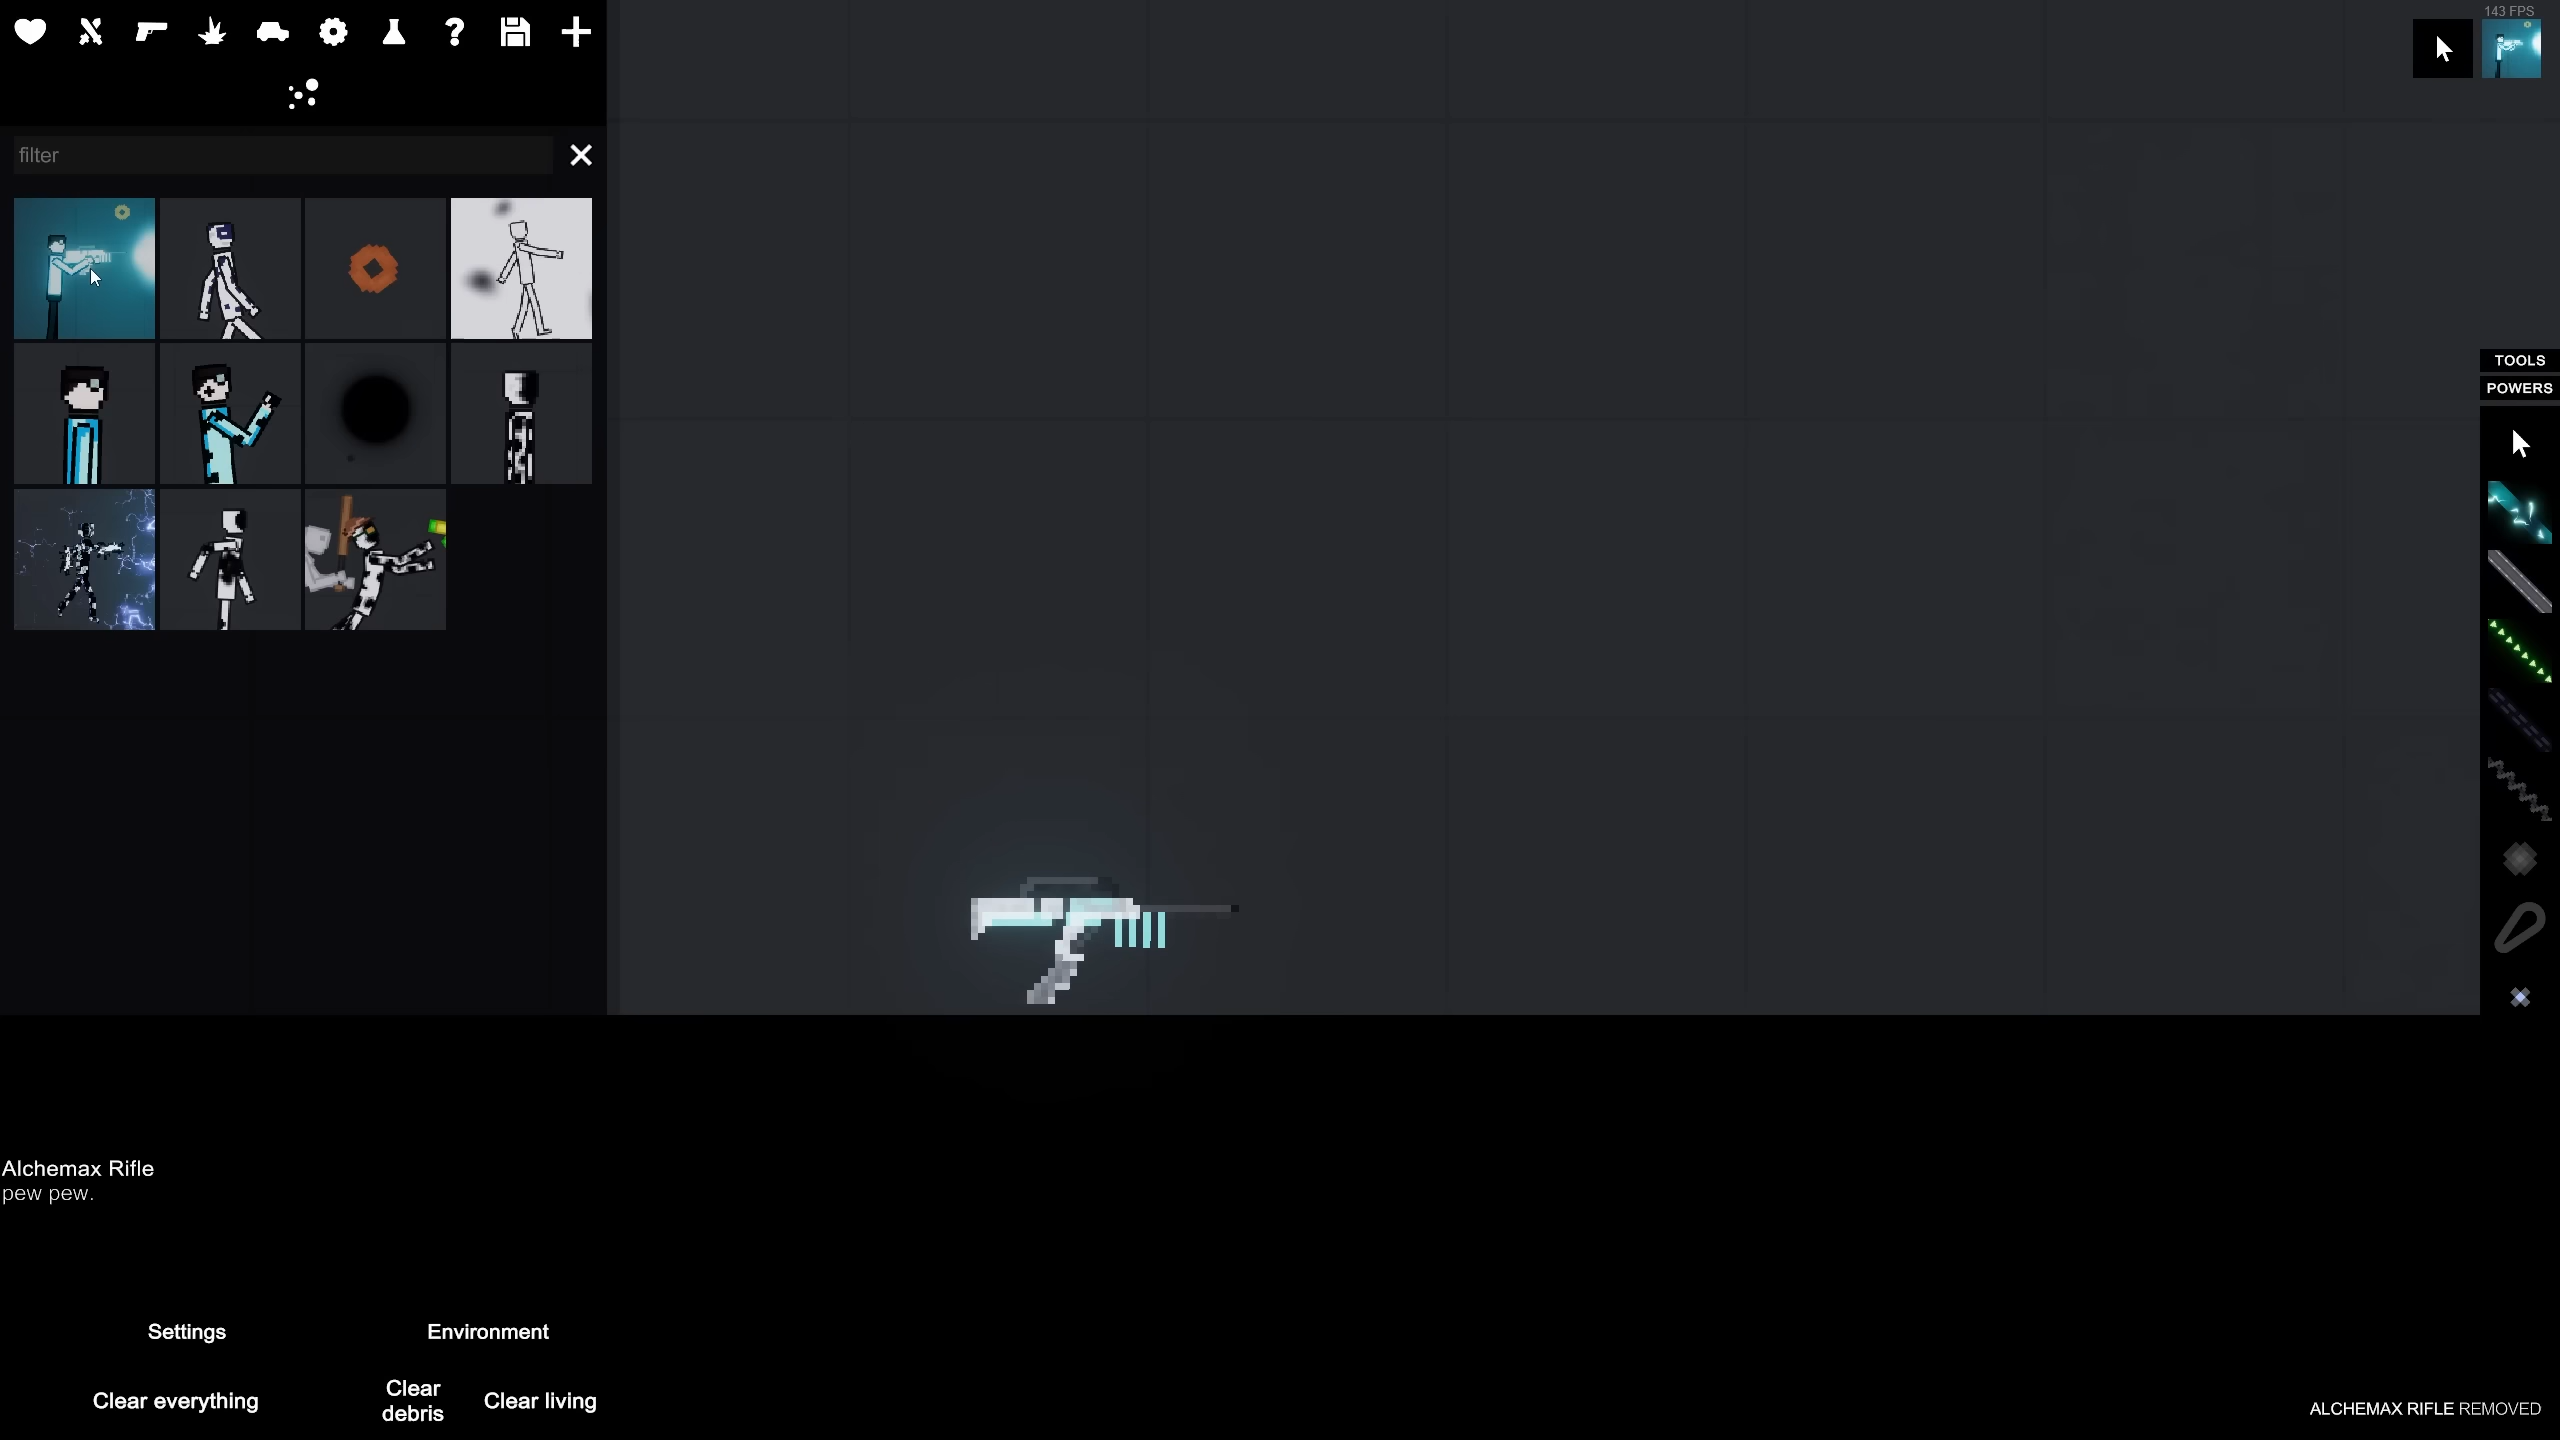 143 FPS
filter
TOOLS
POWERS
Alchemax Rifle
pew pew.
Settings
Environment
Clear everything
Clear
debris
Clear living
ALCHEMAX RIFLE REMOVED